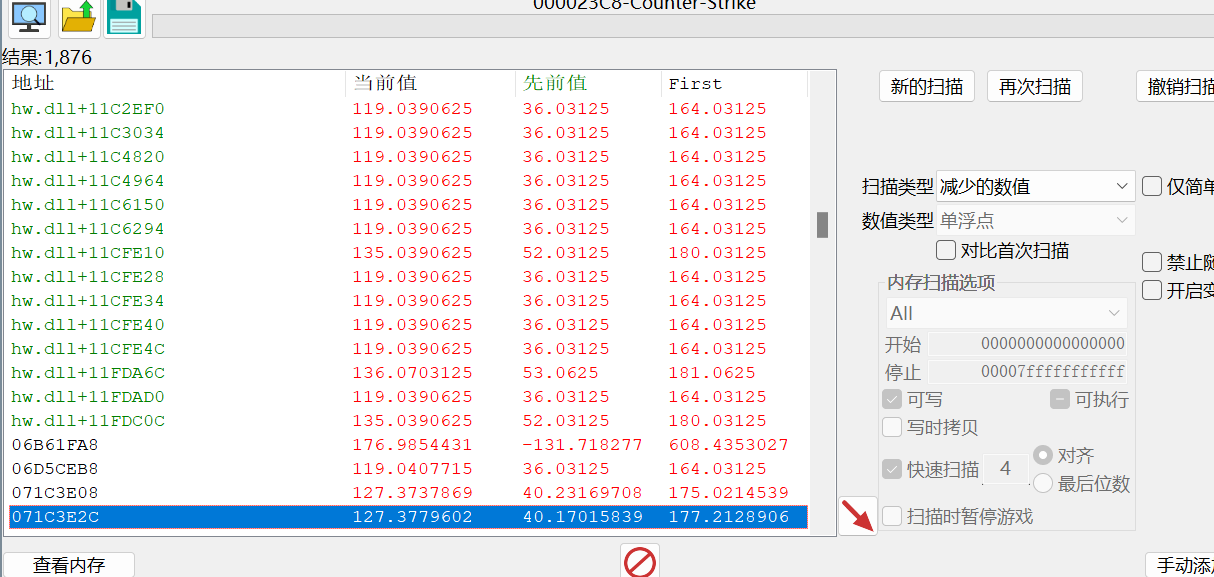 000023C8-Counter-Strike
结果:1,876
地址 当前值 先前值 First
hw.dll+11C2EF0 119.0390625 36.03125 164.03125
hw.dll+11C3034 119.0390625 36.03125 164.03125
hw.dll+11C4820 119.0390625 36.03125 164.03125
hw.dll+11C4964 119.0390625 36.03125 164.03125
hw.dll+11C6150 119.0390625 36.03125 164.03125
hw.dll+11C6294 119.0390625 36.03125 164.03125
hw.dll+11CFE10 135.0390625 52.03125 180.03125
hw.dll+11CFE28 119.0390625 36.03125 164.03125
hw.dll+11CFE34 119.0390625 36.03125 164.03125
hw.dll+11CFE40 119.0390625 36.03125 164.03125
hw.dll+11CFE4C 119.0390625 36.03125 164.03125
hw.dll+11FDA6C 136.0703125 53.0625 181.0625
hw.dll+11FDAD0 119.0390625 36.03125 164.03125
hw.dll+11FDC0C 135.0390625 52.03125 180.03125
06B61FA8 176.9854431 -131.718277 608.4353027
06D5CEB8 119.0407715 36.03125 164.03125
071C3E08 127.3737869 40.23169708 175.0214539
071C3E2C 127.3779602 40.17015839 177.2128906
查看内存
新的扫描 再次扫描 撤销扫描
扫描类型 减少的数值 仅简单
数值类型 单浮点
对比首次扫描
禁止随
开启变
内存扫描选项
All
开始 0000000000000000
停止 00007fffffffffff
可写 可执行
写时拷贝
快速扫描 4 对齐
最后位数
扫描时暂停游戏
手动添加